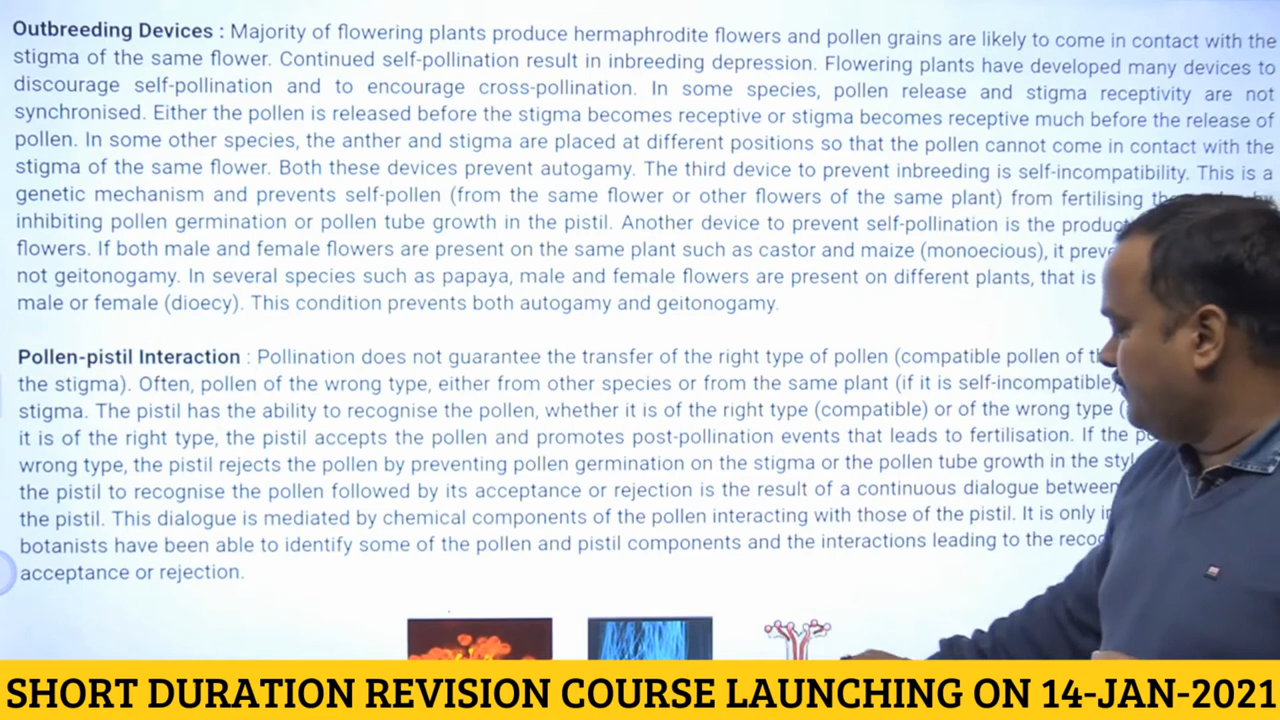 Outbreeding Devices : Majority of flowering plants produce hermaphrodite flowers and pollen grains are likely to come in contact with the
stigma of the same flower. Continued self-pollination result in inbreeding depression. Flowering plants have developed many devices to
discourage self-pollination and to encourage cross-pollination. In some species, pollen release and stigma receptivity are not
synchronised. Either the pollen is released before the stigma becomes receptive or stigma becomes receptive much before the release of
pollen. In some other species, the anther and stigma are placed at different positions so that the pollen cannot come in contact with the
stigma of the same flower. Both these devices prevent autogamy. The third device to prevent inbreeding is self-incompatibility. This is a
genetic mechanism and prevents self-pollen (from the same flower or other flowers of the same plant) from fertilising
inhibiting pollen germination or pollen tube growth in the pistil. Another device to prevent self-pollination is the
flowers. If both male and female flowers are present on the same plant such as castor and maize (monoecious), it
not geitonogamy. In several species such as papaya, male and female flowers are present on different plants, that is
male or female (dioecy). This condition prevents both autogamy and geitonogamy.
Pollen-pistil Interaction : Pollination does not guarantee the transfer of the right type of pollen (compatible pollen of
the stigma). Often, pollen of the wrong type, either from other species or from the same plant (if it is self-incompatible)
stigma. The pistil has the ability to recognise the pollen, whether it is of the right type (compatible) or of the wrong type (
it is of the right type, the pistil accepts the pollen and promotes post-pollination events that leads to fertilisation. If the
wrong type, the pistil rejects the pollen by preventing pollen germination on the stigma or the pollen tube growth in the
the pistil to recognise the pollen followed by its acceptance or rejection is the result of a continuous dialogue between
the pistil. This dialogue is mediated by chemical components of the pollen interacting with those of the pistil. It is only
botanists have been able to identify some of the pollen and pistil components and the interactions leading to the
acceptance or rejection.
SHORT DURATION REVISION COURSE LAUNCHING ON 14-JAN-2021